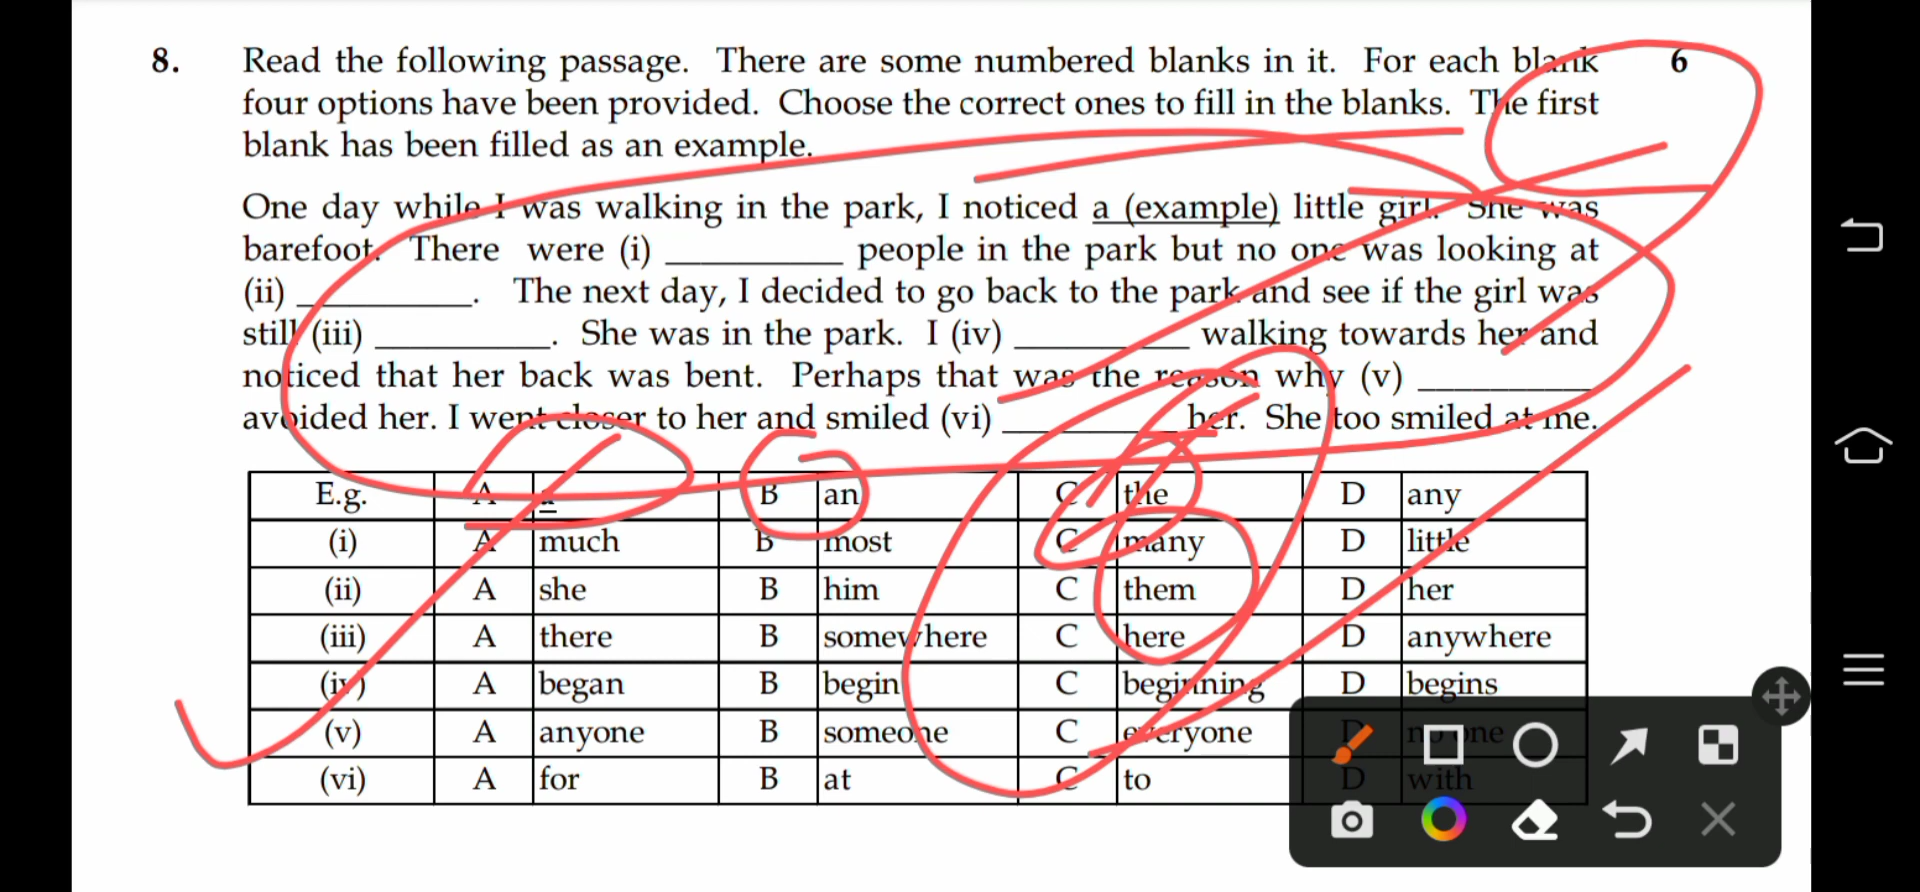 8. Read the following passage. There are some numbered blanks in it. For each blank 6
four options have been provided. Choose the correct ones to fill in the blanks. The first
blank has been filled as an example.
One day while I was walking in the park, I noticed a (example) little girl. She was
barefoot. There were (i) __________ people in the park but no one was looking at
(ii) __________. The next day, I decided to go back to the park and see if the girl was
still (iii) __________. She was in the park. I (iv) __________ walking towards her and
noticed that her back was bent. Perhaps that was the reason why (v) __________
avoided her. I went closer to her and smiled (vi) __________ her. She too smiled at me.
E.g. A a B an C the D any
(i) A much B most C many D little
(ii) A she B him C them D her
(iii) A there B somewhere C here D anywhere
(iv) A began B begin C beginning D begins
(v) A anyone B someone C everyone D no one
(vi) A for B at C to D with